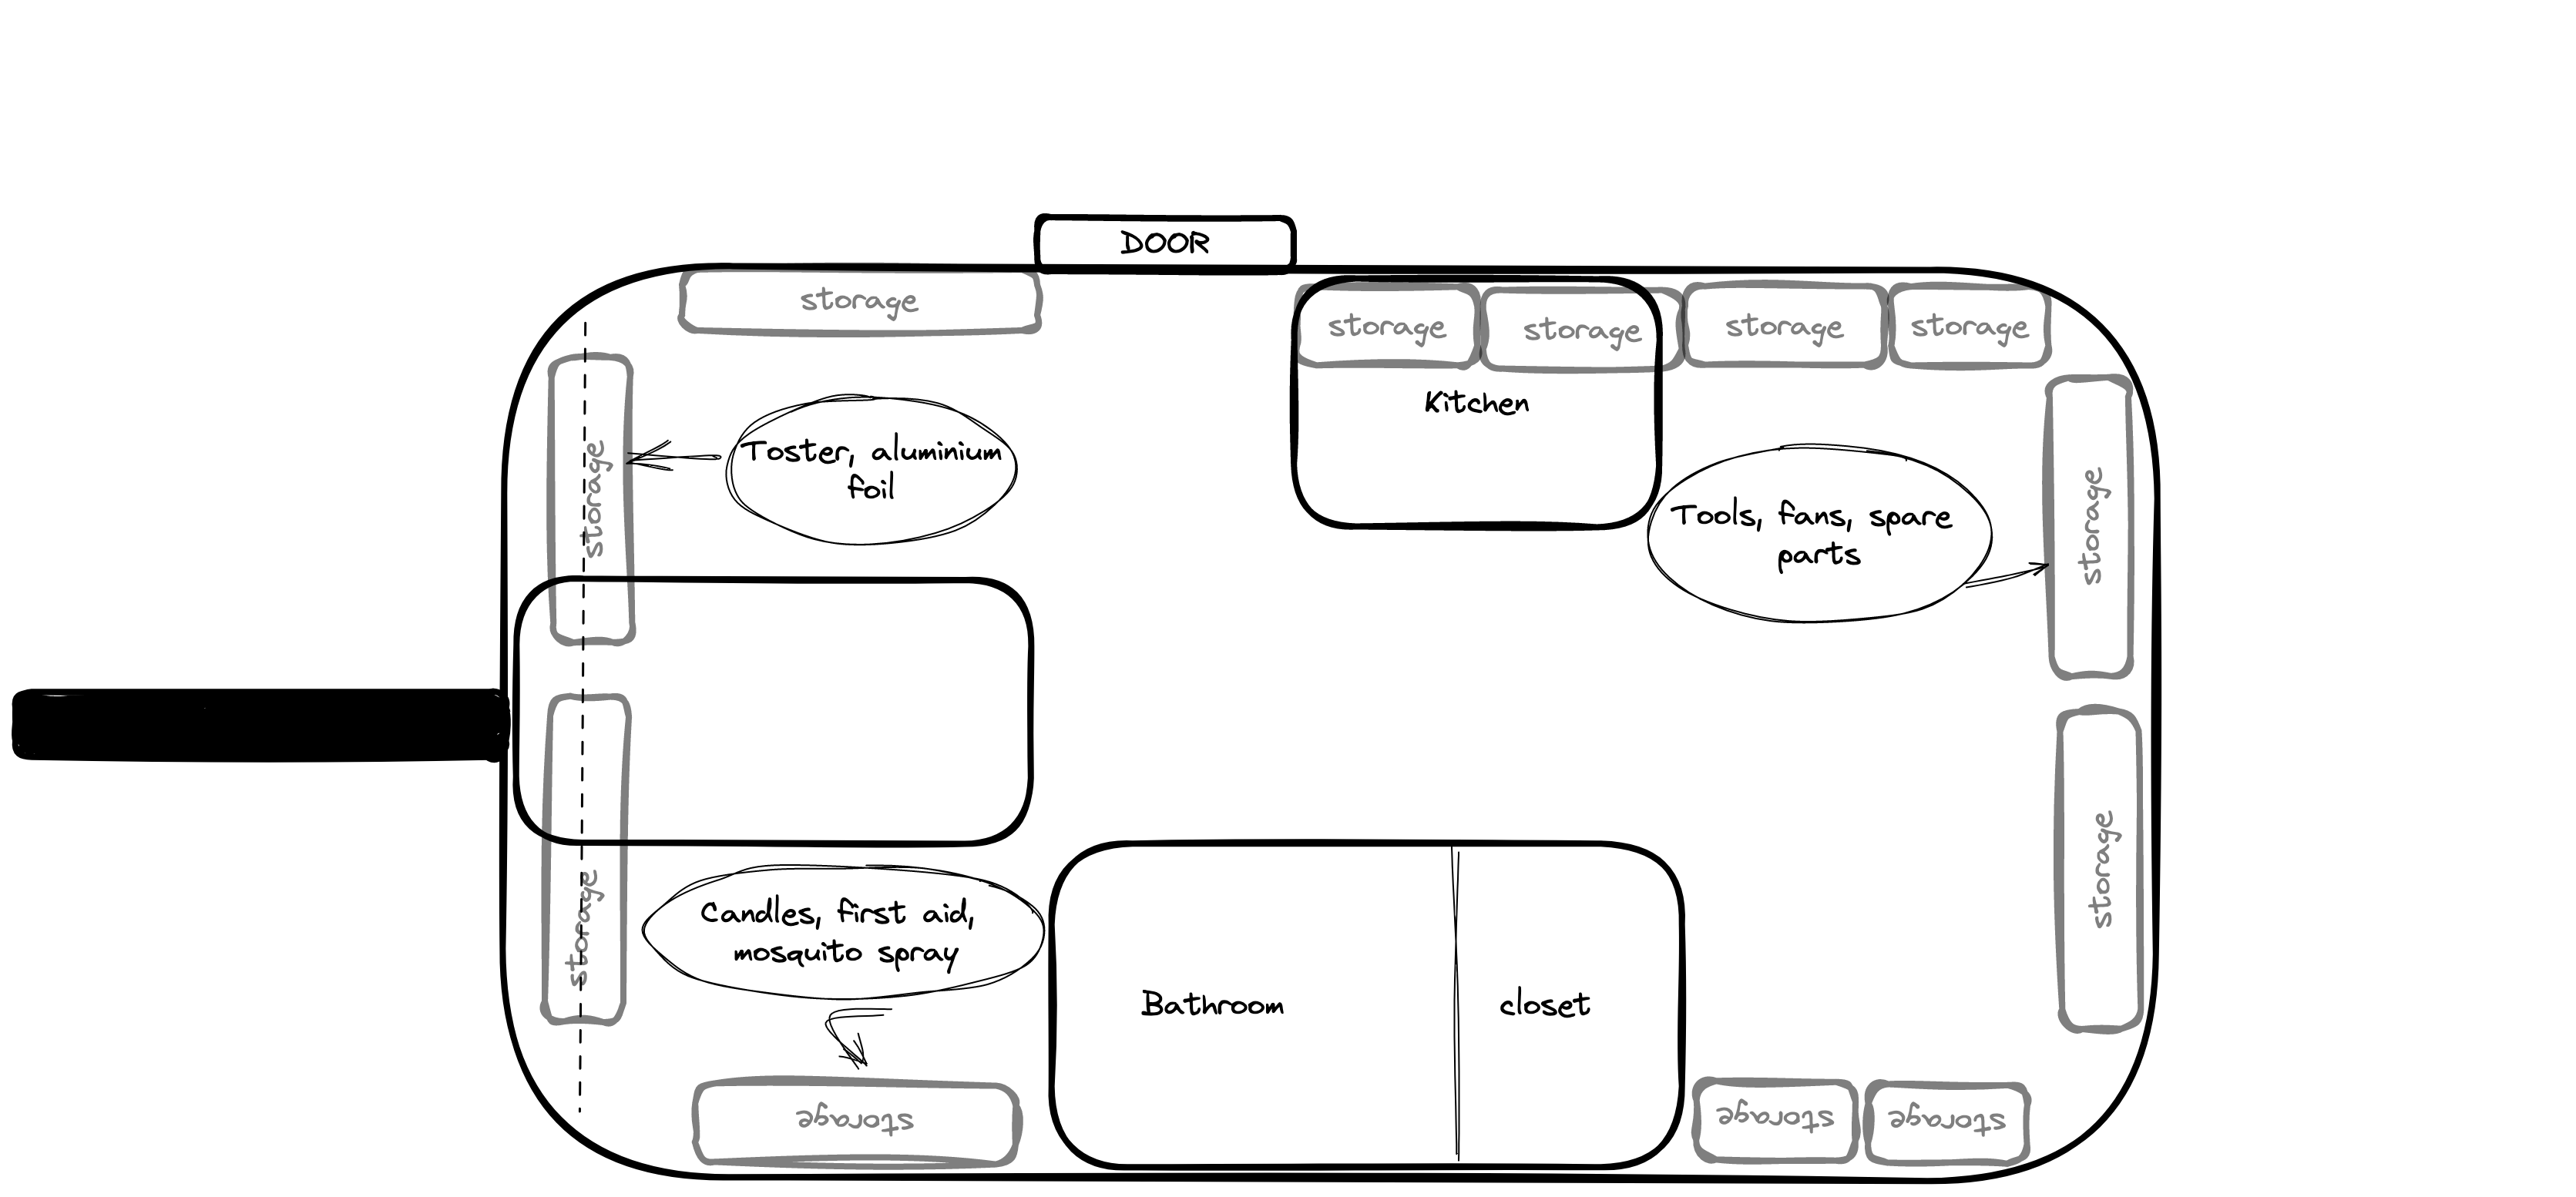 DOOR
storage
storage
storage
storage
storage
Kitchen
Toster, aluminium
foil
storage
Tools, fans, spare
parts
storage
storage
Candles, first aid,
mosquito spray
storage
Bathroom
closet
storage
storage
storage
storage